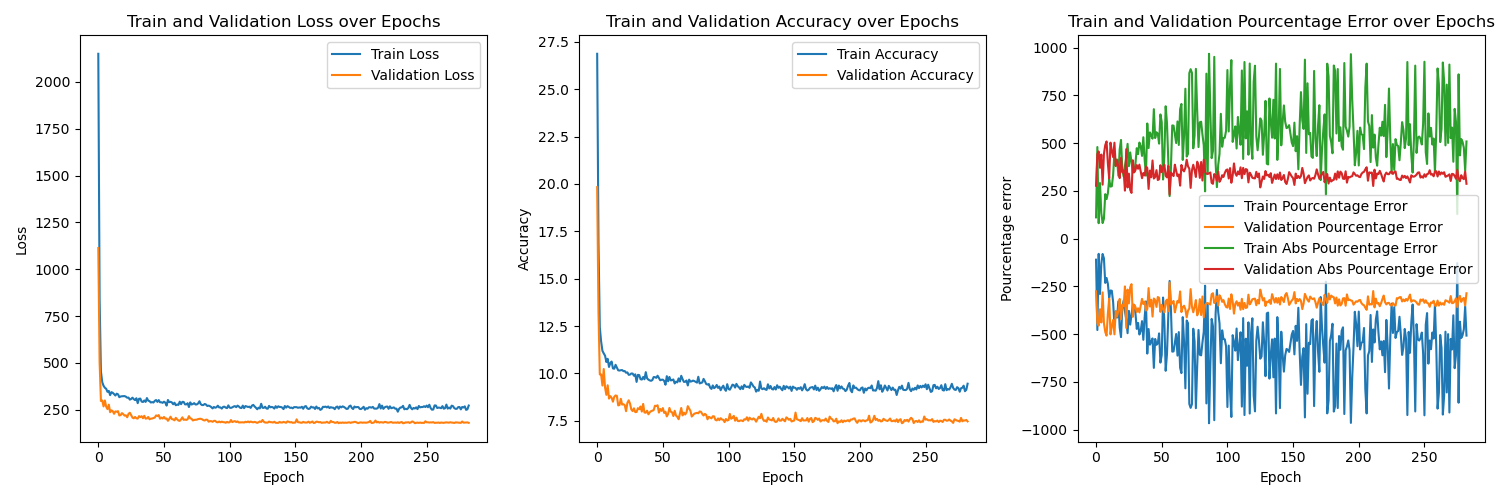 Train and Validation Loss over Epochs
Train Loss
Validation Loss
2000
1750
1500
1250
1000
750
500
250
0
50
100
150
200
250
Loss
Epoch
Train and Validation Accuracy over Epochs
Train Accuracy
Validation Accuracy
27.5
25.0
22.5
20.0
17.5
15.0
12.5
10.0
7.5
0
50
100
150
200
250
Accuracy
Epoch
Train and Validation Pourcentage Error over Epochs
Train Pourcentage Error
Validation Pourcentage Error
Train Abs Pourcentage Error
Validation Abs Pourcentage Error
1000
750
500
250
0
−250
−500
−750
−1000
0
50
100
150
200
250
Pourcentage error
Epoch